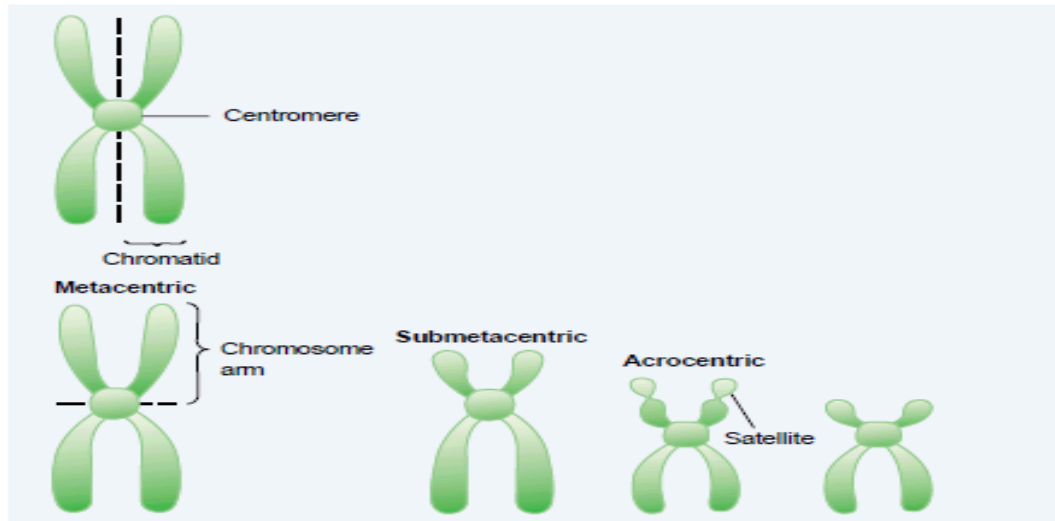 Centromere
Chromatid
Metacentric
Chromosome
arm
Submetacentric
Acrocentric
Satellite